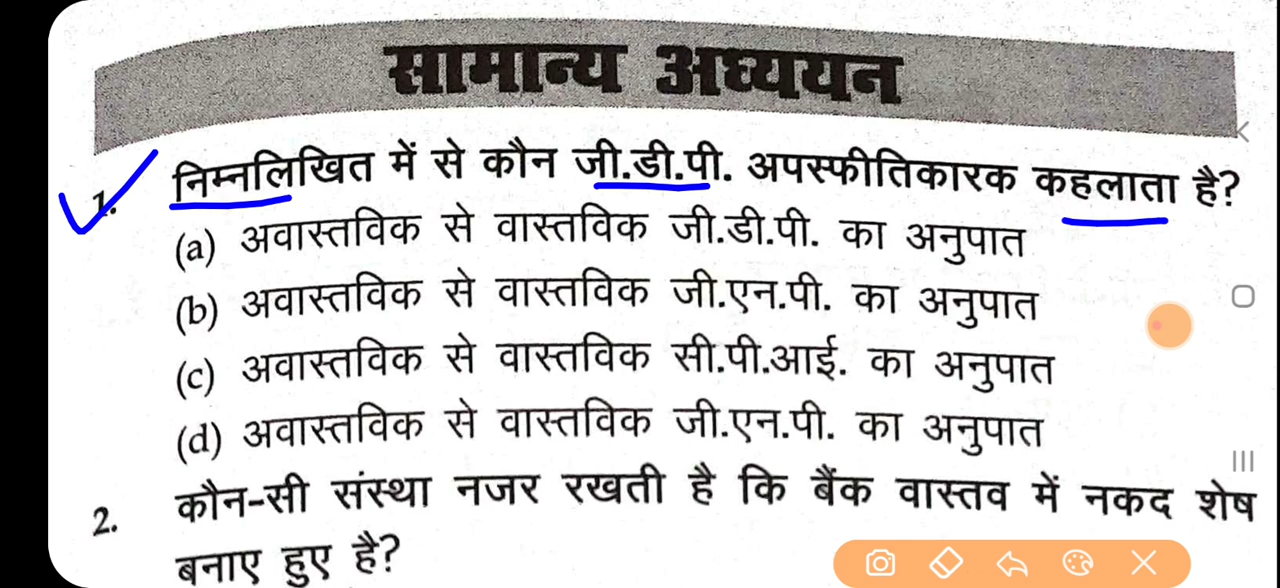 सामान्य अध्ययन
1. निम्नलिखित में से कौन जी.डी.पी. अपस्फीतिकारक कहलाता है?
(a) अवास्तविक से वास्तविक जी.डी.पी. का अनुपात
(b) अवास्तविक से वास्तविक जी.एन.पी. का अनुपात
(c) अवास्तविक से वास्तविक सी.पी.आई. का अनुपात
(d) अवास्तविक से वास्तविक जी.एन.पी. का अनुपात
2. कौन-सी संस्था नजर रखती है कि बैंक वास्तव में नकद शेष
बनाए हुए है?